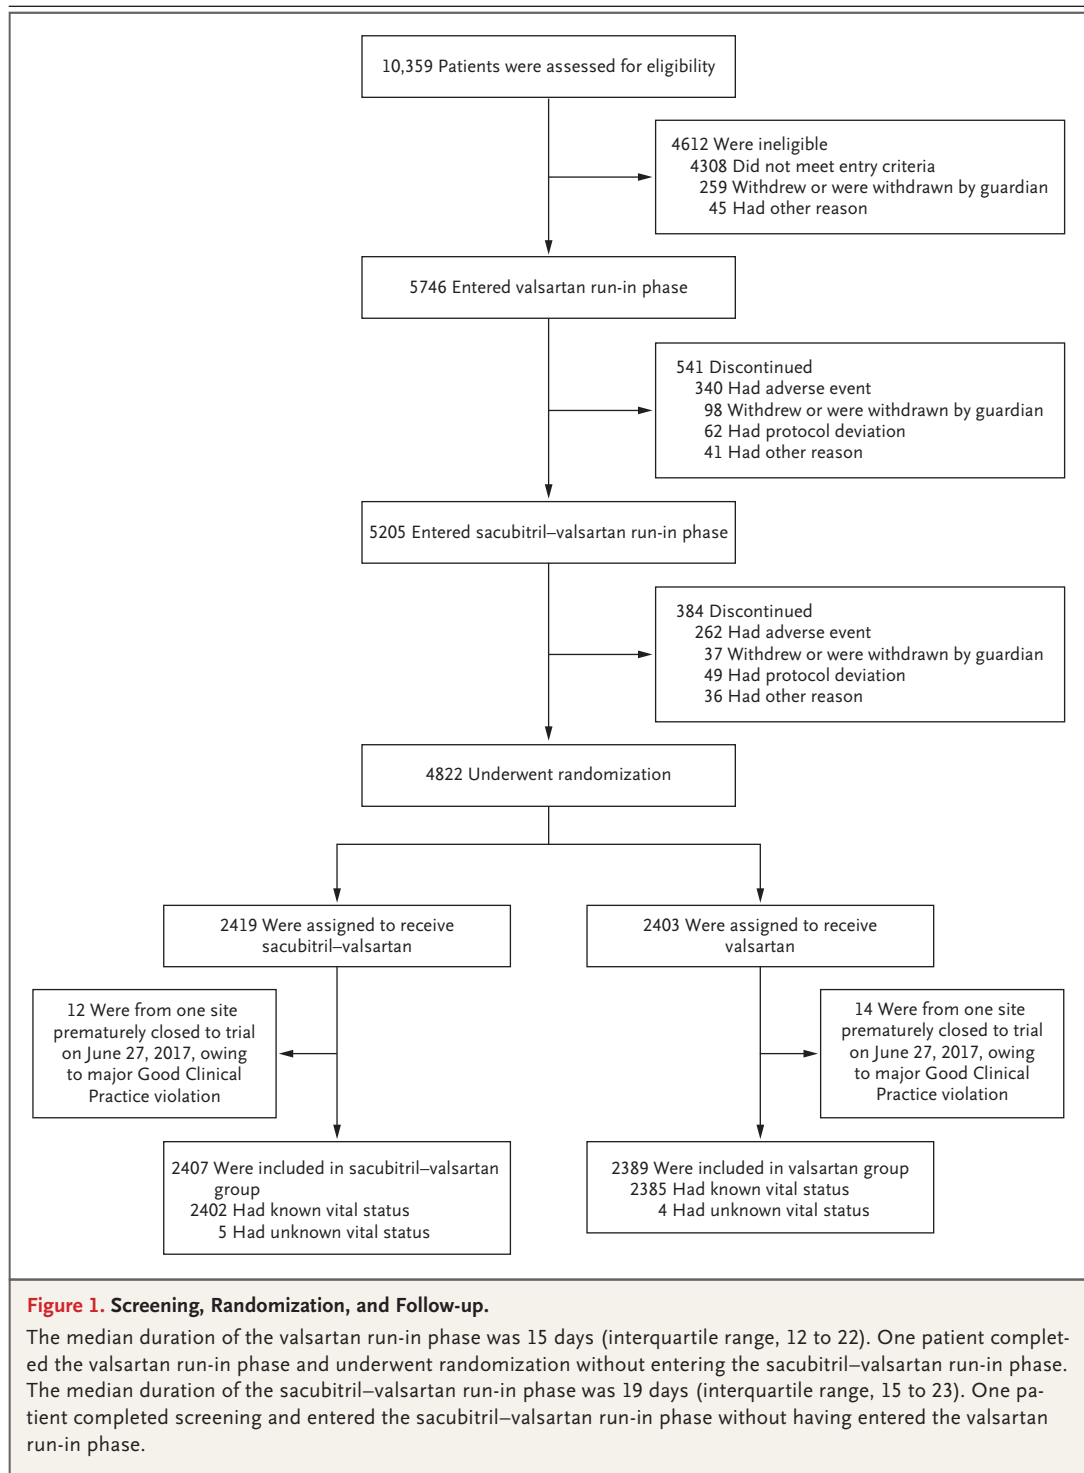 10,359 Patients were assessed for eligibility
4612 Were ineligible
4308 Did not meet entry criteria
259 Withdrew or were withdrawn by guardian
45 Had other reason
5746 Entered valsartan run-in phase
541 Discontinued
340 Had adverse event
98 Withdrew or were withdrawn by guardian
62 Had protocol deviation
41 Had other reason
5205 Entered sacubitril–valsartan run-in phase
384 Discontinued
262 Had adverse event
37 Withdrew or were withdrawn by guardian
49 Had protocol deviation
36 Had other reason
4822 Underwent randomization
2419 Were assigned to receive
sacubitril–valsartan
2403 Were assigned to receive
valsartan
12 Were from one site
prematurely closed to trial
on June 27, 2017, owing
to major Good Clinical
Practice violation
14 Were from one site
prematurely closed to trial
on June 27, 2017, owing
to major Good Clinical
Practice violation
2407 Were included in sacubitril–valsartan
group
2402 Had known vital status
5 Had unknown vital status
2389 Were included in valsartan group
2385 Had known vital status
4 Had unknown vital status
Figure 1. Screening, Randomization, and Follow-up.
The median duration of the valsartan run-in phase was 15 days (interquartile range, 12 to 22). One patient complet-
ed the valsartan run-in phase and underwent randomization without entering the sacubitril–valsartan run-in phase.
The median duration of the sacubitril–valsartan run-in phase was 19 days (interquartile range, 15 to 23). One pa-
tient completed screening and entered the sacubitril–valsartan run-in phase without having entered the valsartan
run-in phase.